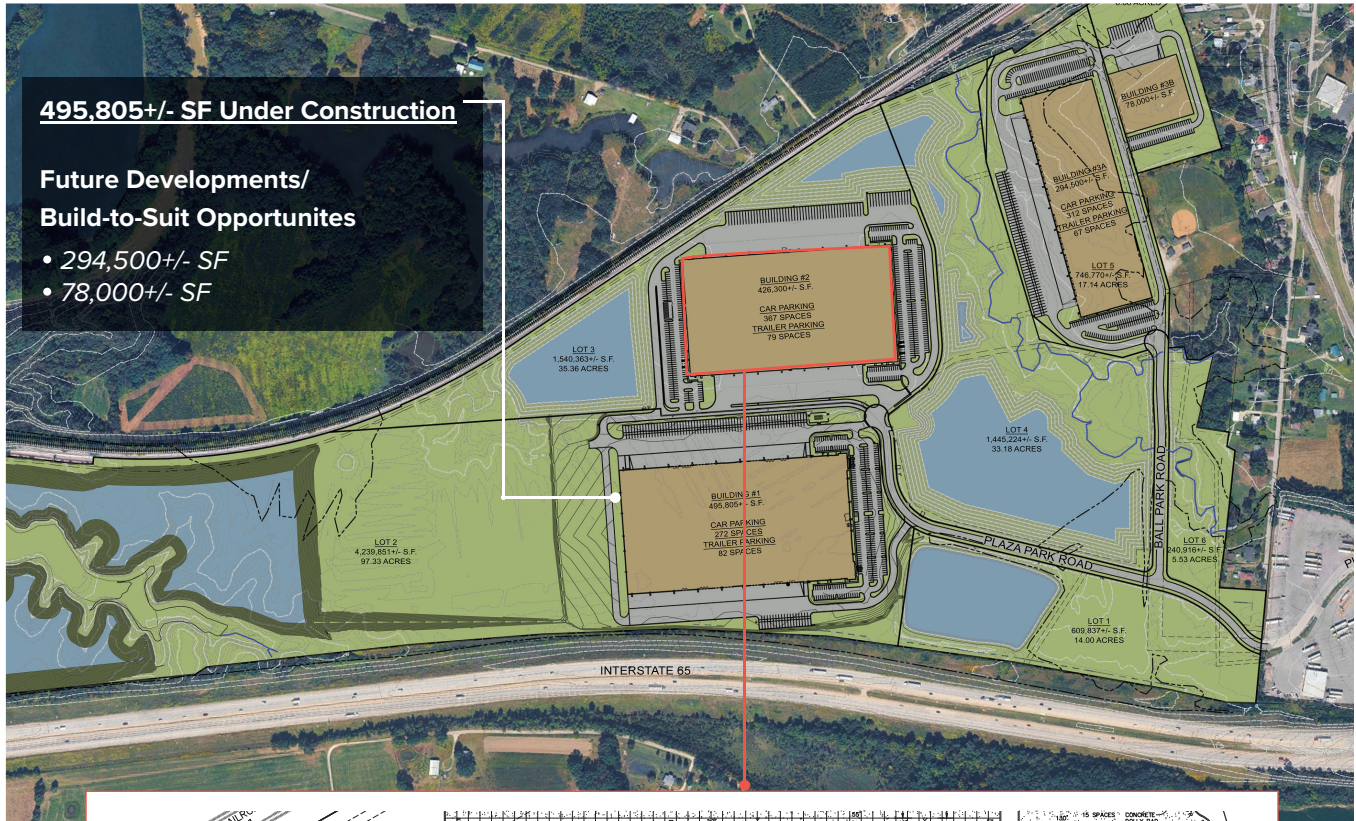 495,805+/- SF Under Construction
Future Developments/
Build-to-Suit Opportunites
• 294,500+/- SF
• 78,000+/- SF
BUILDING #3B
78,000+/- S.F.
BUILDING #3A
294,500+/- S.F.
CAR PARKING
312 SPACES
TRAILER PARKING
67 SPACES
LOT 5
746,770+/- S.F.
17.14 ACRES
BUILDING #2
426,300+/- S.F.
CAR PARKING
367 SPACES
TRAILER PARKING
79 SPACES
LOT 3
1,540,363+/- S.F.
35.36 ACRES
LOT 4
1,445,224+/- S.F.
33.18 ACRES
BUILDING #1
495,805+/- S.F.
CAR PARKING
272 SPACES
TRAILER PARKING
82 SPACES
LOT 2
4,239,851+/- S.F.
97.33 ACRES
PLAZA PARK ROAD
BALL PARK ROAD
LOT 6
240,916+/- S.F.
5.53 ACRES
LOT 1
609,837+/- S.F.
14.00 ACRES
INTERSTATE 65
15 SPACES CONCRETE